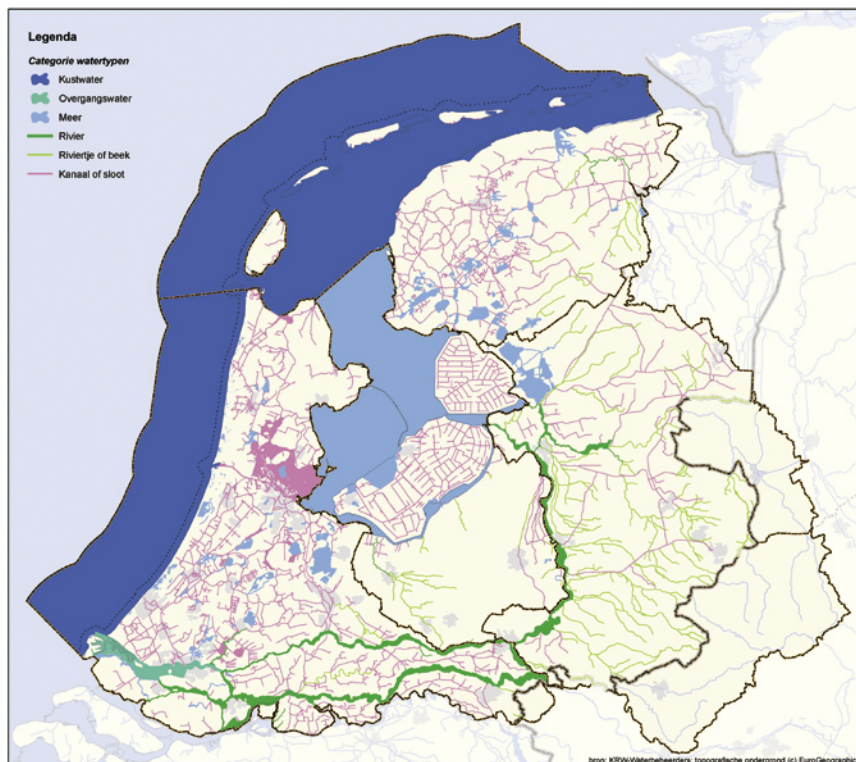 Legenda
Categorie watertypen
Kustwater
Overgangswater
Meer
Rivier
Riviertje of beek
Kanaal of sloot
bron: KRW-Waterbeheerders; topografische ondergrond (c) EuroGeographic